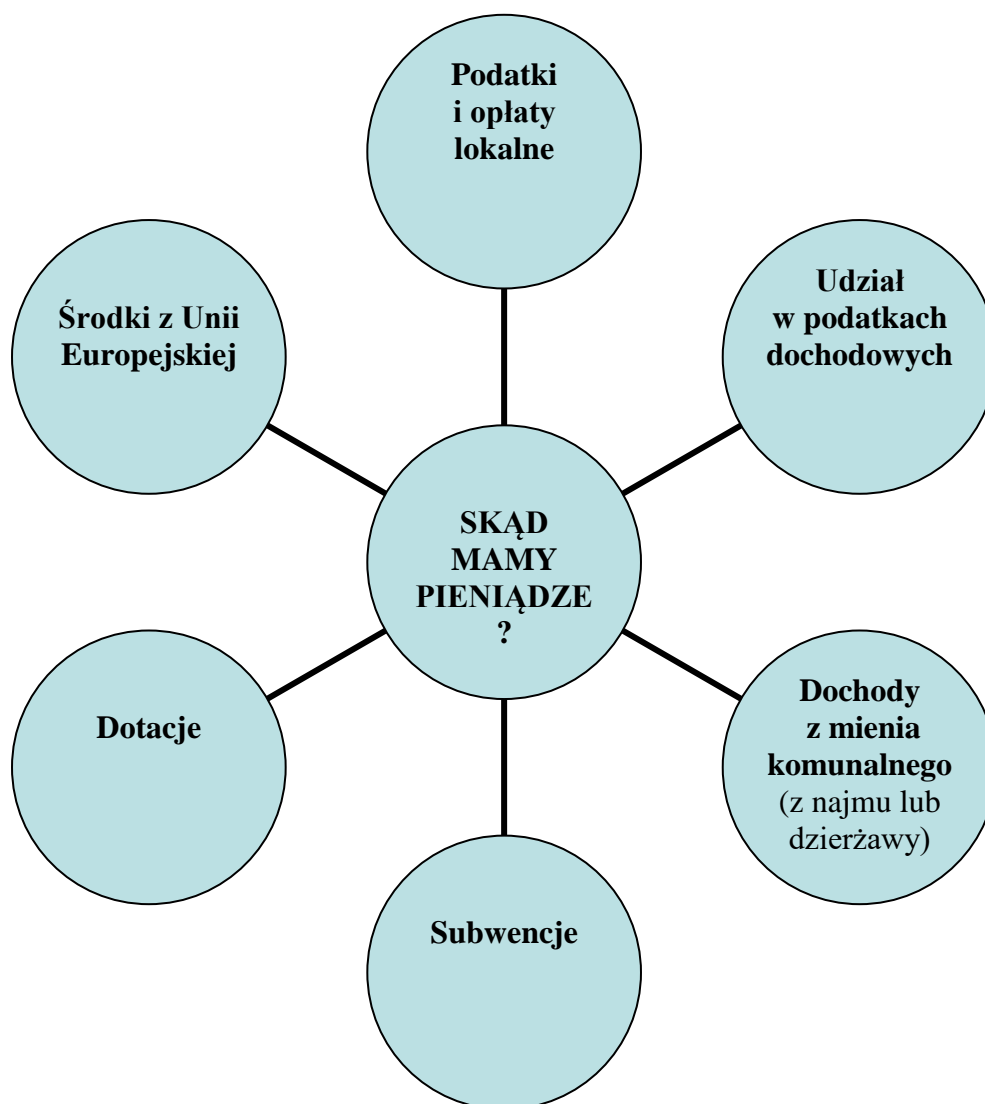 Podatki
i opłaty
lokalne
Udział
w podatkach
dochodowych
Środki z Unii
Europejskiej
SKĄD
MAMY
PIENIĄDZE
?
Dochody
z mienia
komunalnego
(z najmu lub
dzierżawy)
Dotacje
Subwencje